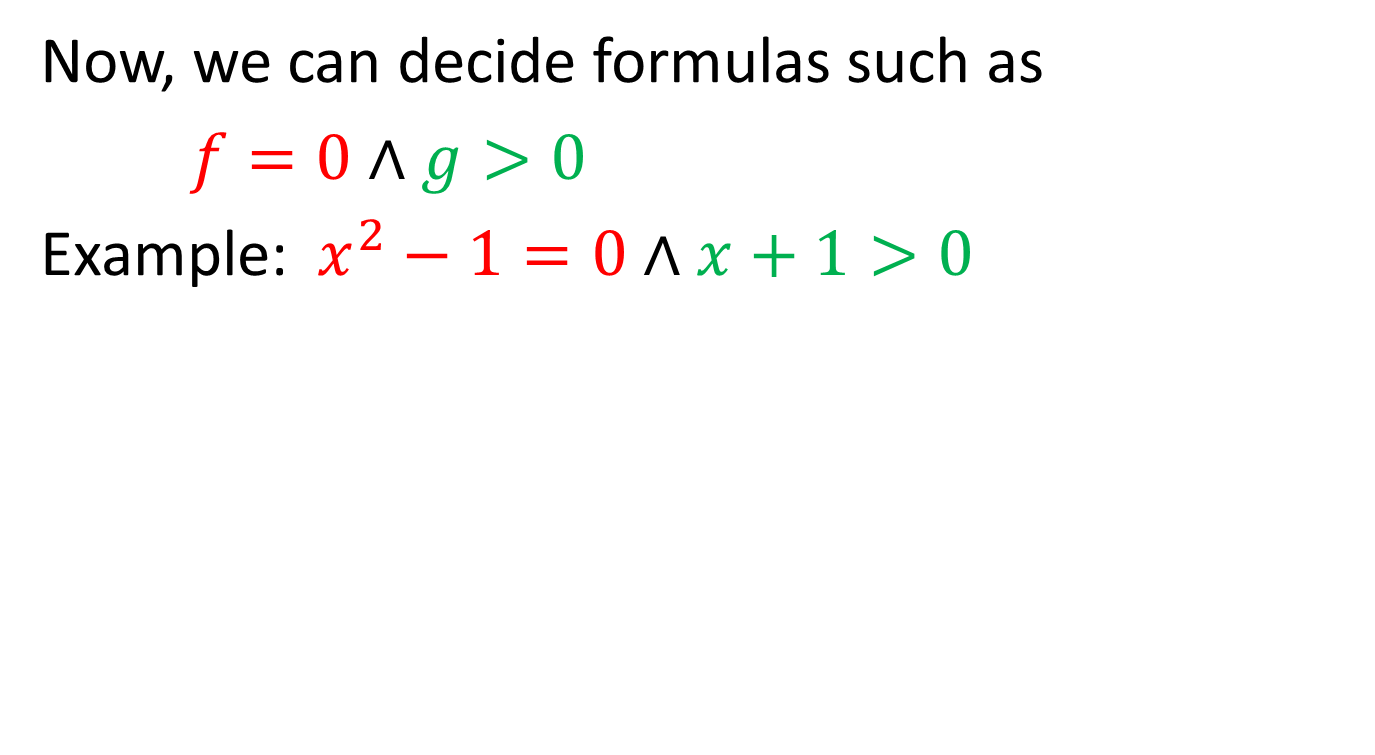 Now, we can decide formulas such as
𝑓 = 0 ∧ 𝑔 > 0
Example: 𝑥² − 1 = 0 ∧ 𝑥 + 1 > 0